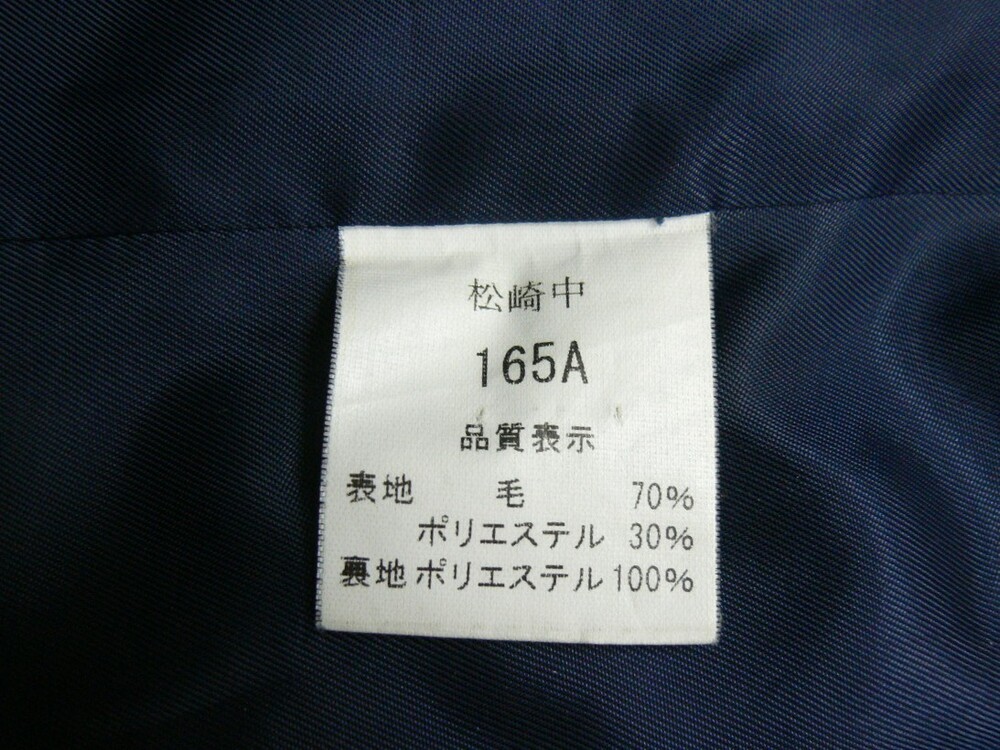 松崎中
165A
品質表示
表地 毛 70%
ポリエステル 30%
裏地 ポリエステル 100%